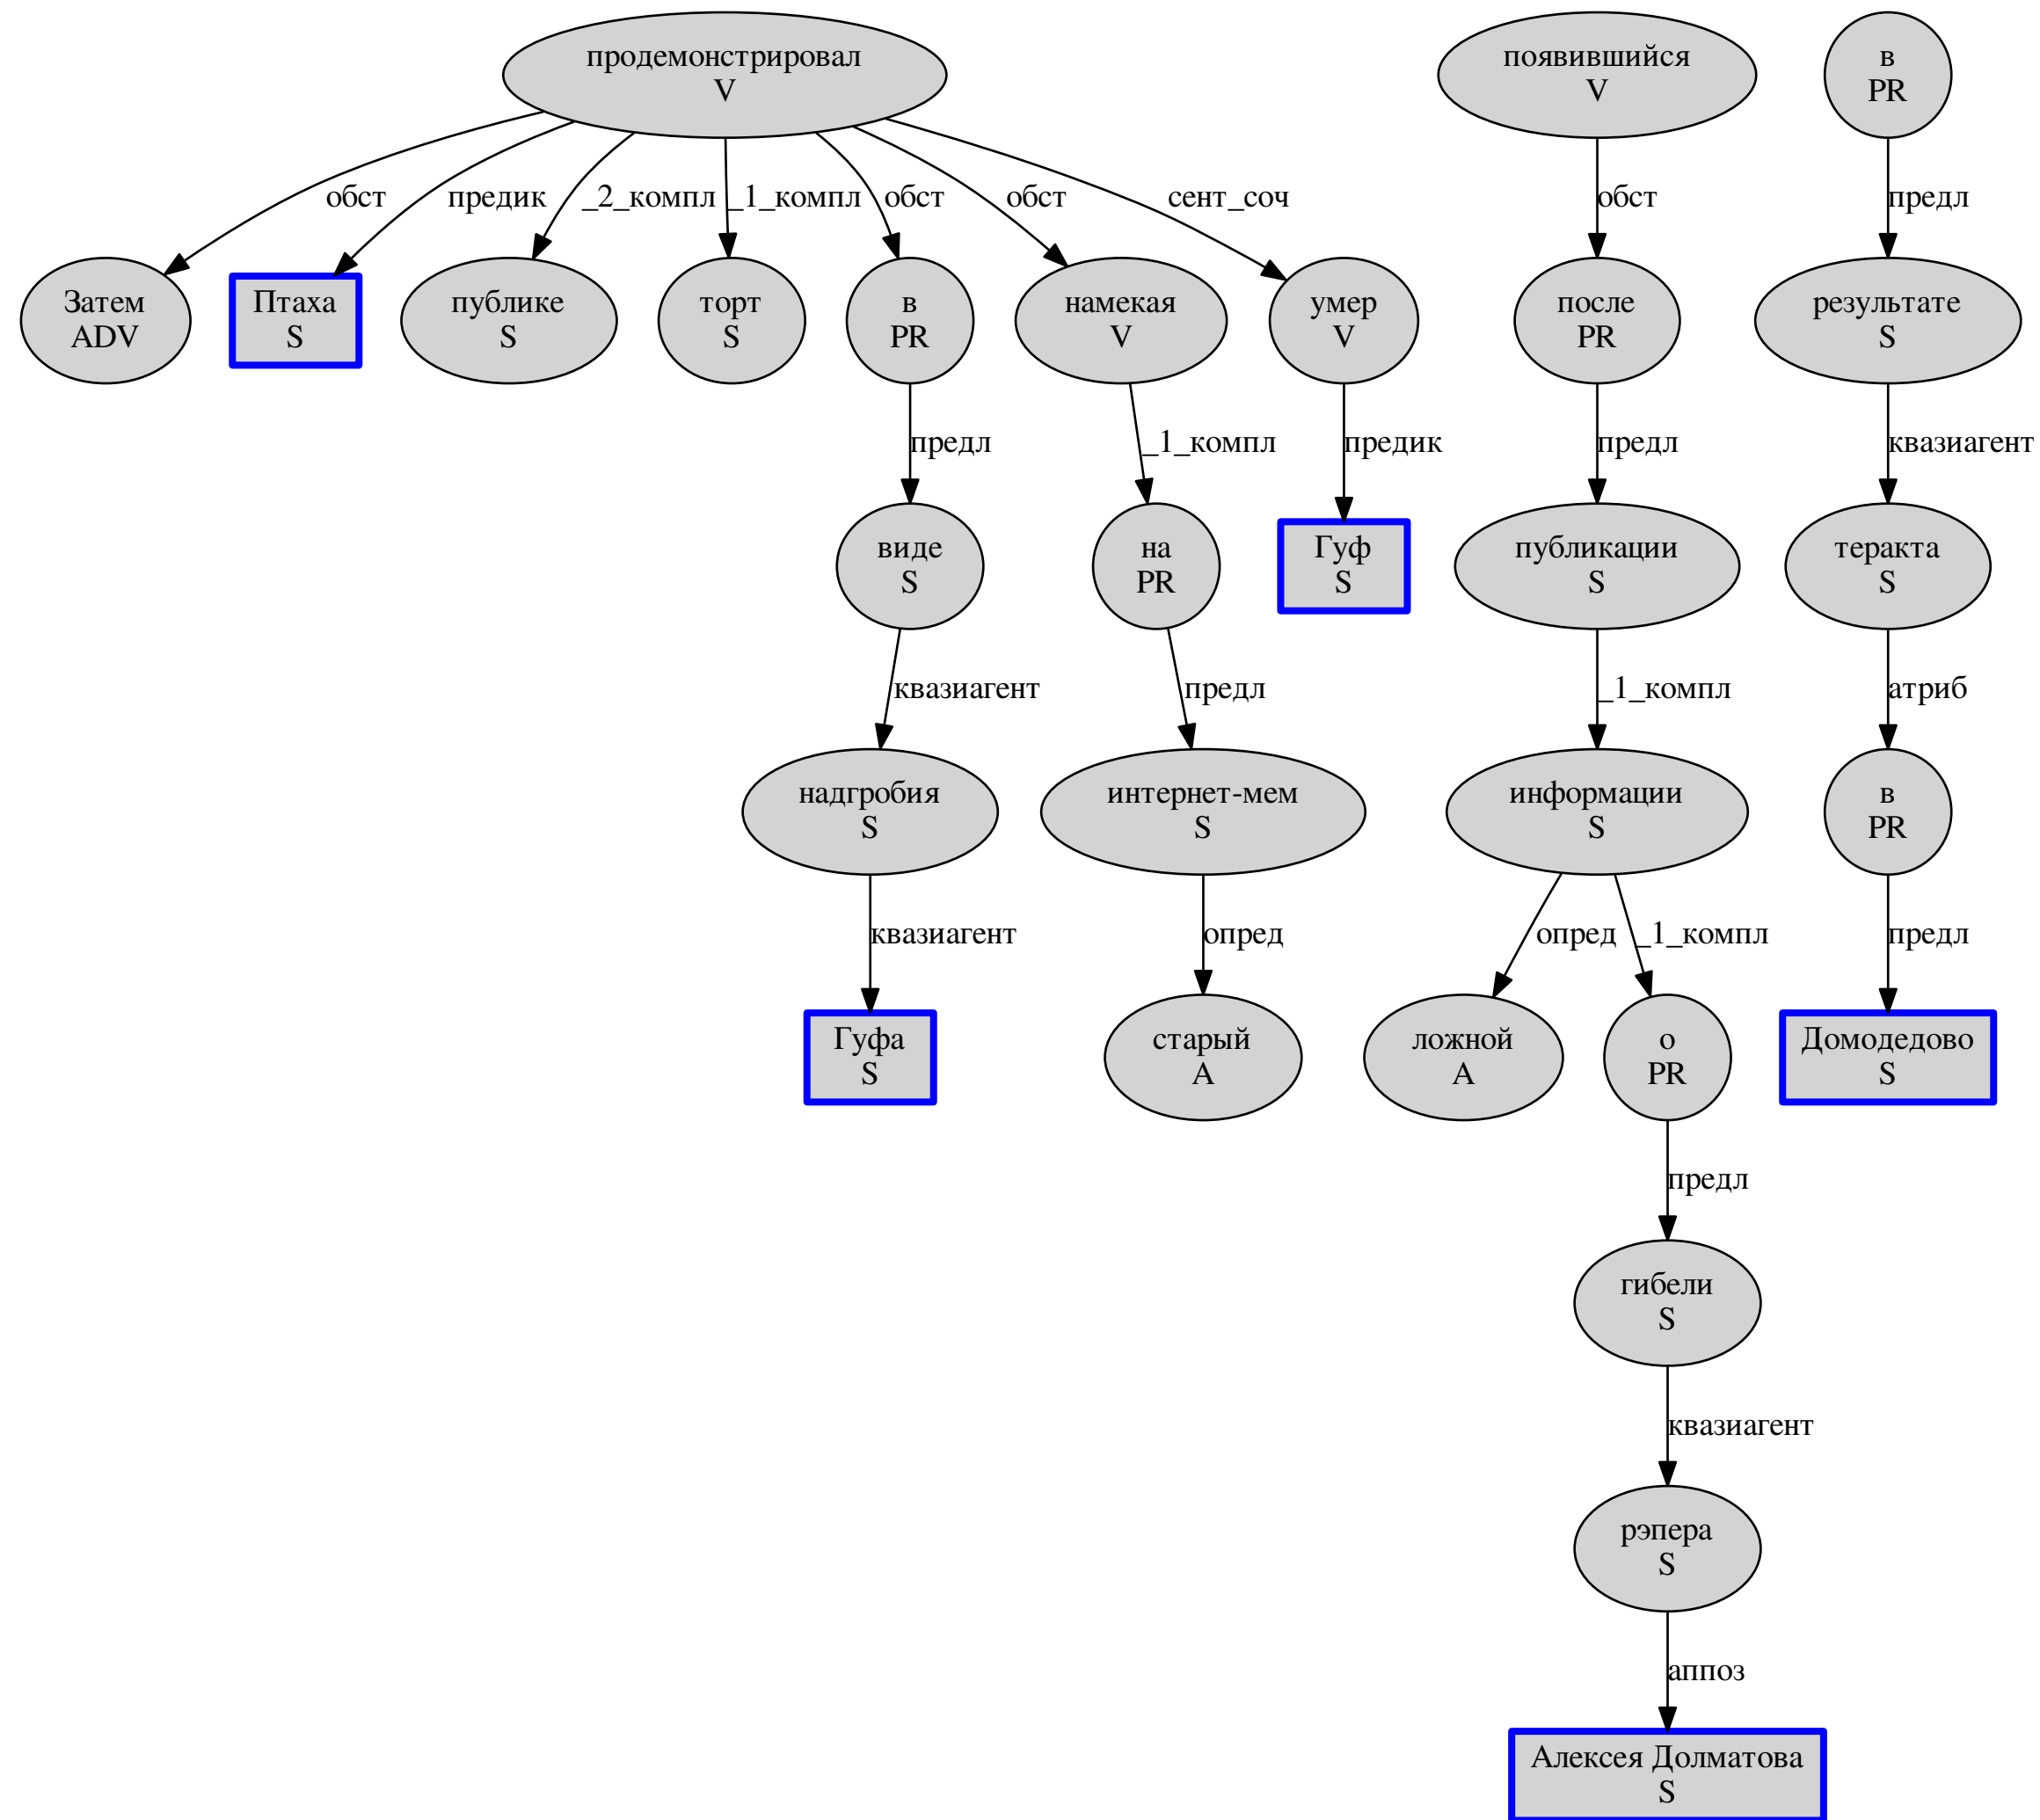 продемонстрировал
V
появившийся
V
в
PR
обст
предик
_2_компл
_1_компл
обст
обст
сент_соч
обст
предл
Затем
ADV
Птаха
S
публике
S
торт
S
в
PR
намекая
V
умер
V
после
PR
результате
S
предл
_1_компл
предик
предл
квазиагент
виде
S
на
PR
Гуф
S
публикации
S
теракта
S
квазиагент
предл
_1_компл
атриб
надгробия
S
интернет-мем
S
информации
S
в
PR
квазиагент
опред
опред
_1_компл
предл
Гуфа
S
старый
A
ложной
A
о
PR
Домодедово
S
предл
гибели
S
квазиагент
рэпера
S
аппоз
Алексея Долматова
S